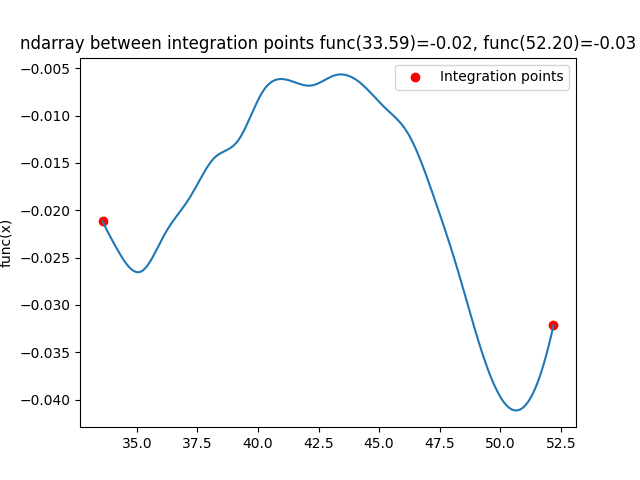 ndarray between integration points func(33.59)=-0.02, func(52.20)=-0.03
Integration points
func(x)
−0.005
−0.010
−0.015
−0.020
−0.025
−0.030
−0.035
−0.040
35.0 37.5 40.0 42.5 45.0 47.5 50.0 52.5